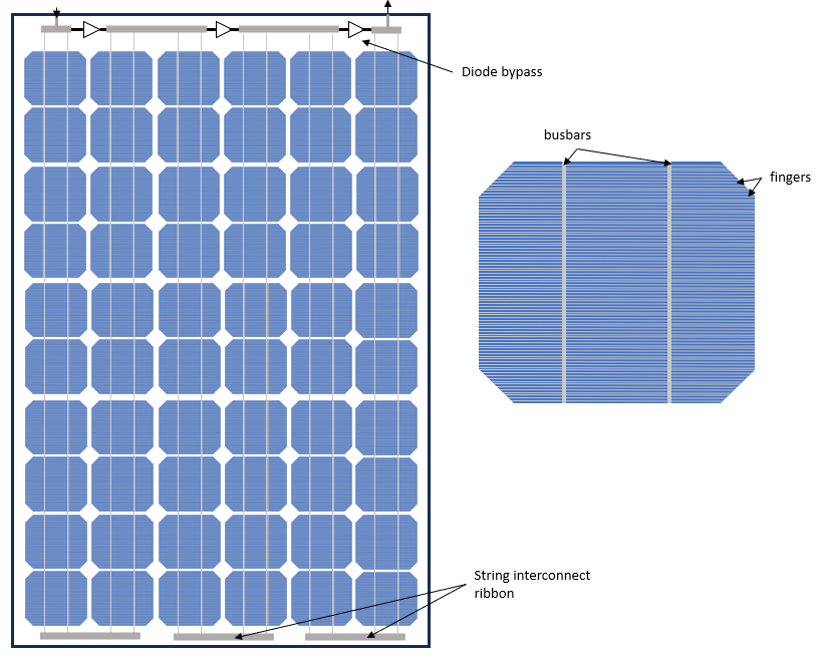 Diode bypass
busbars
fingers
String interconnect
ribbon